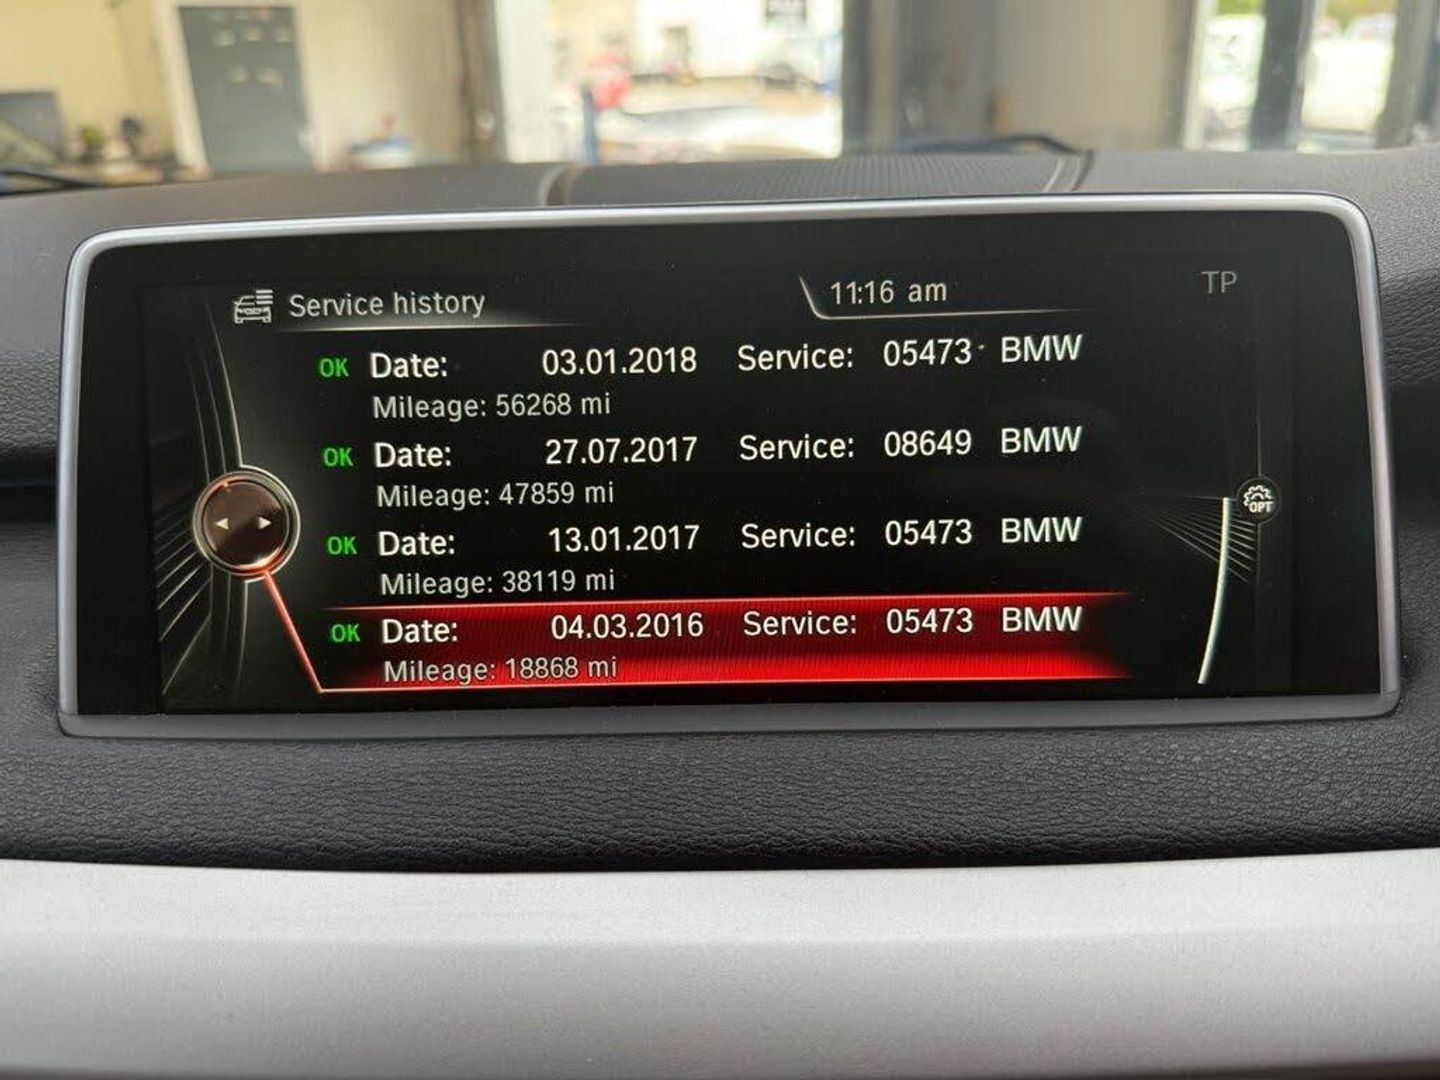 Service history
11:16 am
TP
OK Date: 03.01.2018 Service: 05473 BMW
Mileage: 56268 mi
OK Date: 27.07.2017 Service: 08649 BMW
Mileage: 47859 mi
OK Date: 13.01.2017 Service: 05473 BMW
Mileage: 38119 mi
OPT
OK Date: 04.03.2016 Service: 05473 BMW
Mileage: 18868 mi